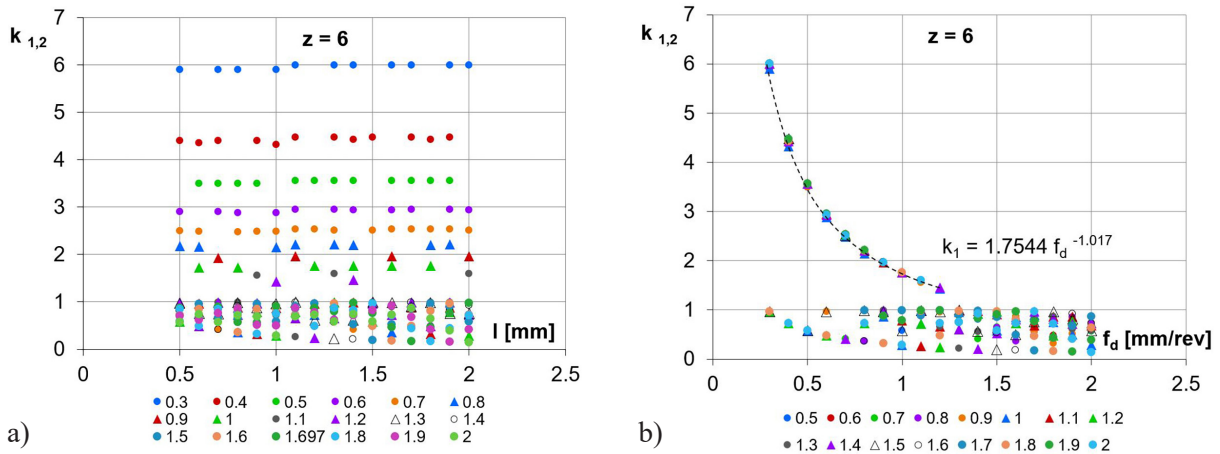 7
k 1,2
z = 6
6
5
4
3
2
1
l [mm]
0
0 0.5 1 1.5 2 2.5
0.3 0.4 0.5 0.6 0.7 0.8
0.9 1 1.1 1.2 1.3 1.4
1.5 1.6 1.697 1.8 1.9 2
a)
7
k 1,2
z = 6
6
5
4
3
2
k₁ = 1.7544 f_d ^-1.017
1
f_d [mm/rev]
0
0 0.5 1 1.5 2 2.5
0.5 0.6 0.7 0.8 0.9 1 1.1 1.2
1.3 1.4 1.5 1.6 1.7 1.8 1.9 2
b)